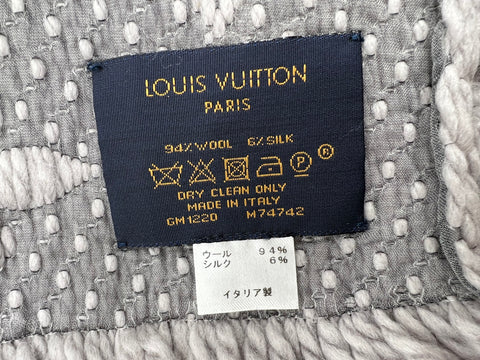 LOUIS VUITTON
PARIS
94% WOOL 6% SILK
P ®
DRY CLEAN ONLY
MADE IN ITALY
GM1220 M74742
ウール 94%
シルク 6%
イタリア製